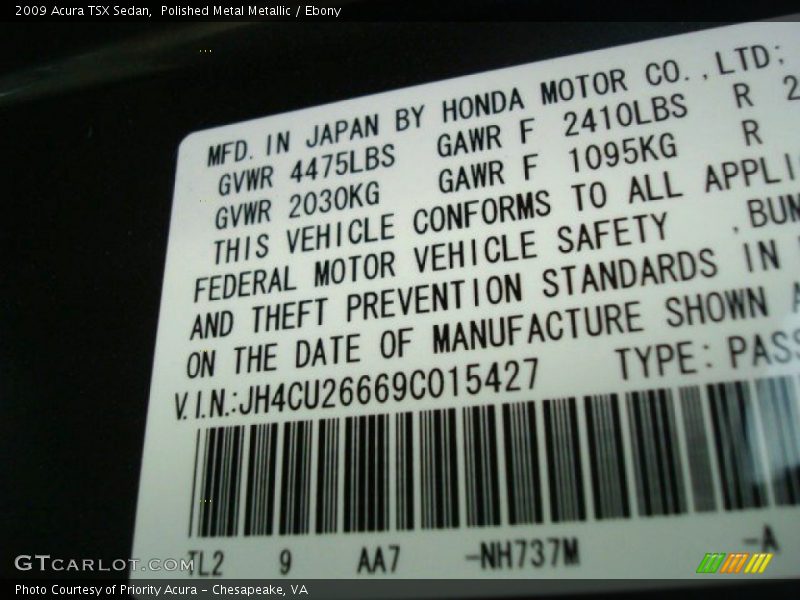 2009 Acura TSX Sedan, Polished Metal Metallic / Ebony
MFD. IN JAPAN BY HONDA MOTOR CO.,LTD;
GVWR 4475LBS GAWR F 2410LBS R 2
GVWR 2030KG GAWR F 1095KG R
THIS VEHICLE CONFORMS TO ALL APPLI
FEDERAL MOTOR VEHICLE SAFETY ,BUM
AND THEFT PREVENTION STANDARDS IN
ON THE DATE OF MANUFACTURE SHOWN A
V.I.N.:JH4CU26669C015427 TYPE: PASS
TL2 9 AA7 -NH737M -A
GTCARLOT.COM
Photo Courtesy of Priority Acura - Chesapeake, VA